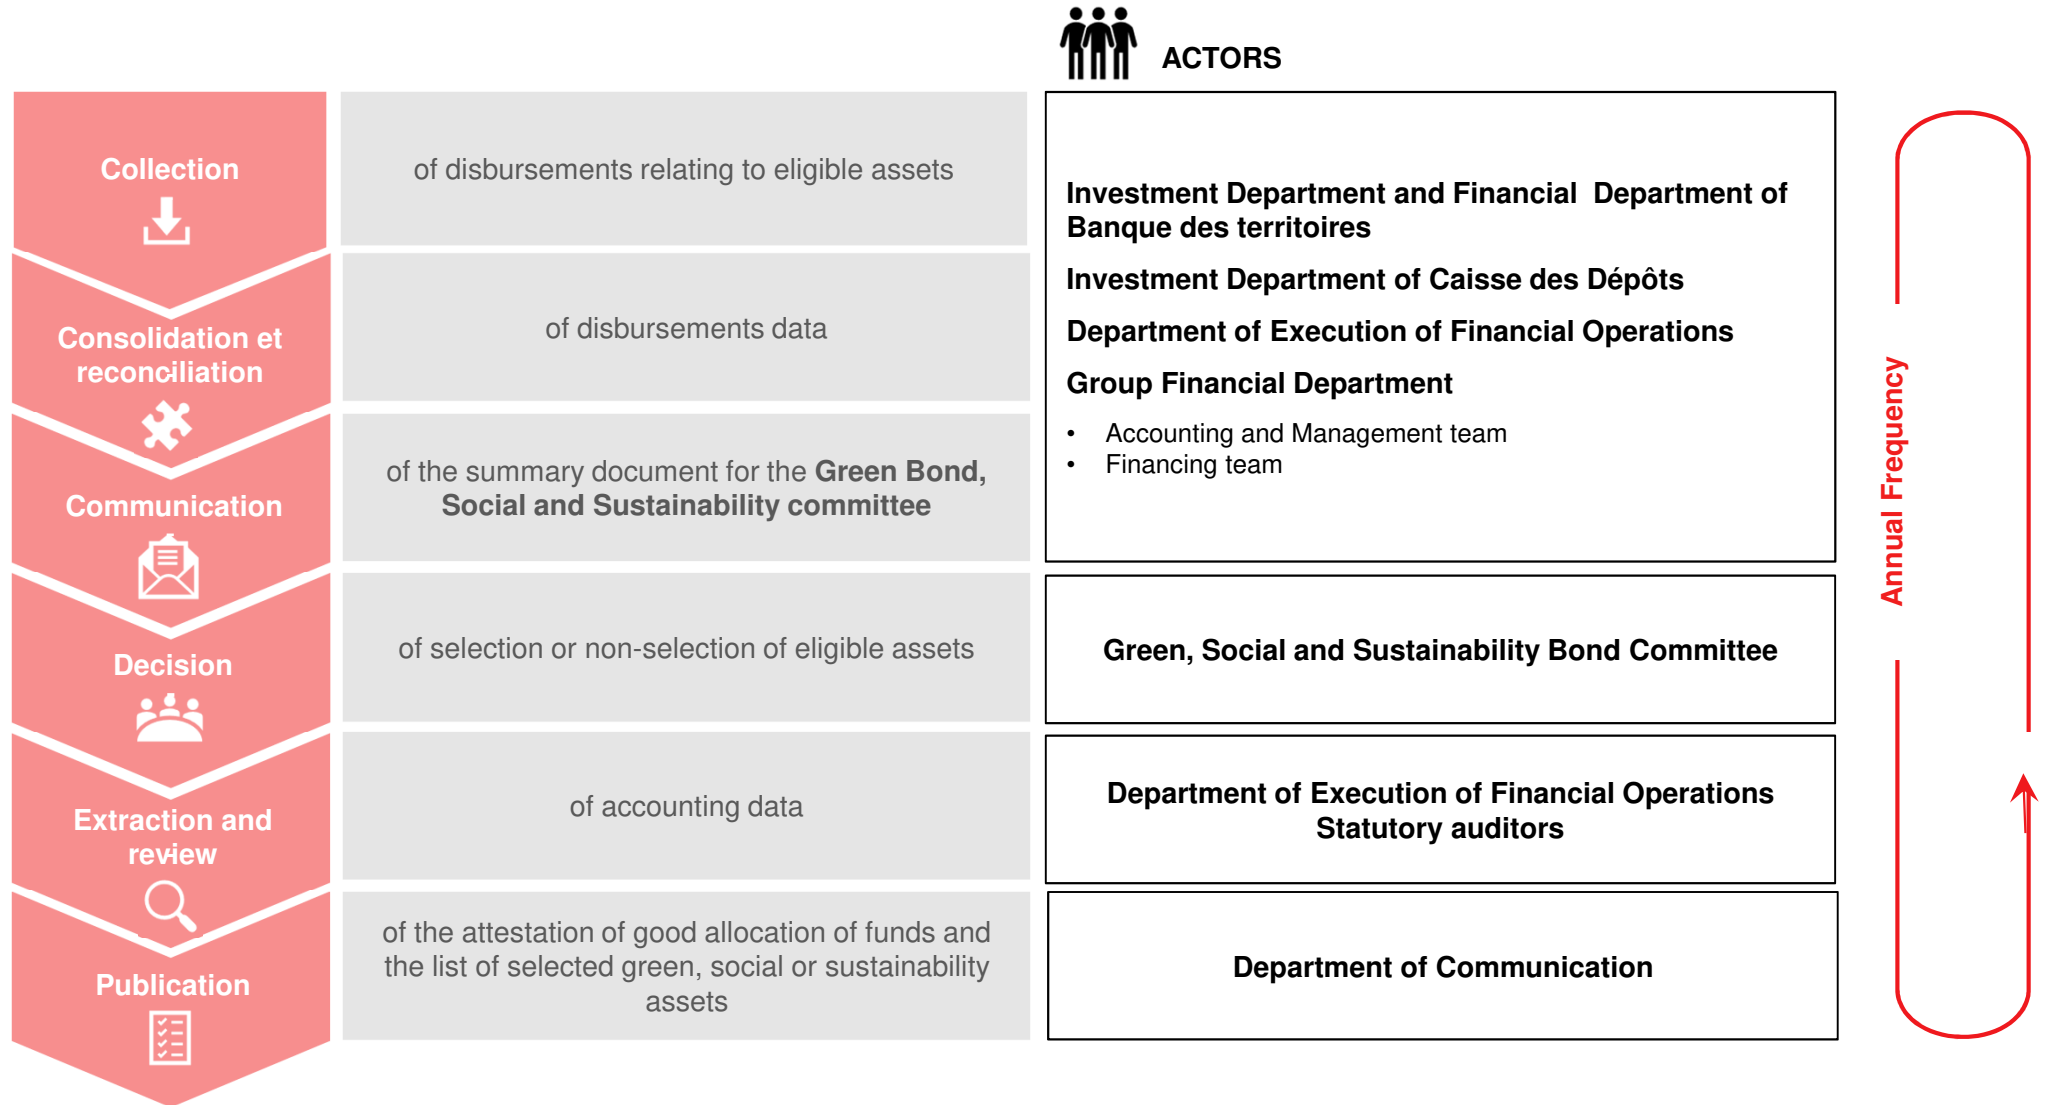 ACTORS
Collection
of disbursements relating to eligible assets
Investment Department and Financial  Department of
Banque des territoires
Investment Department of Caisse des Dépôts
Department of Execution of Financial Operations
Group Financial Department
• Accounting and Management team
• Financing team
Consolidation et
reconciliation
of disbursements data
Communication
of the summary document for the Green Bond,
Social and Sustainability committee
Decision
of selection or non-selection of eligible assets
Green, Social and Sustainability Bond Committee
Extraction and
review
of accounting data
Department of Execution of Financial Operations
Statutory auditors
Publication
of the attestation of good allocation of funds and
the list of selected green, social or sustainability
assets
Department of Communication
Annual Frequency